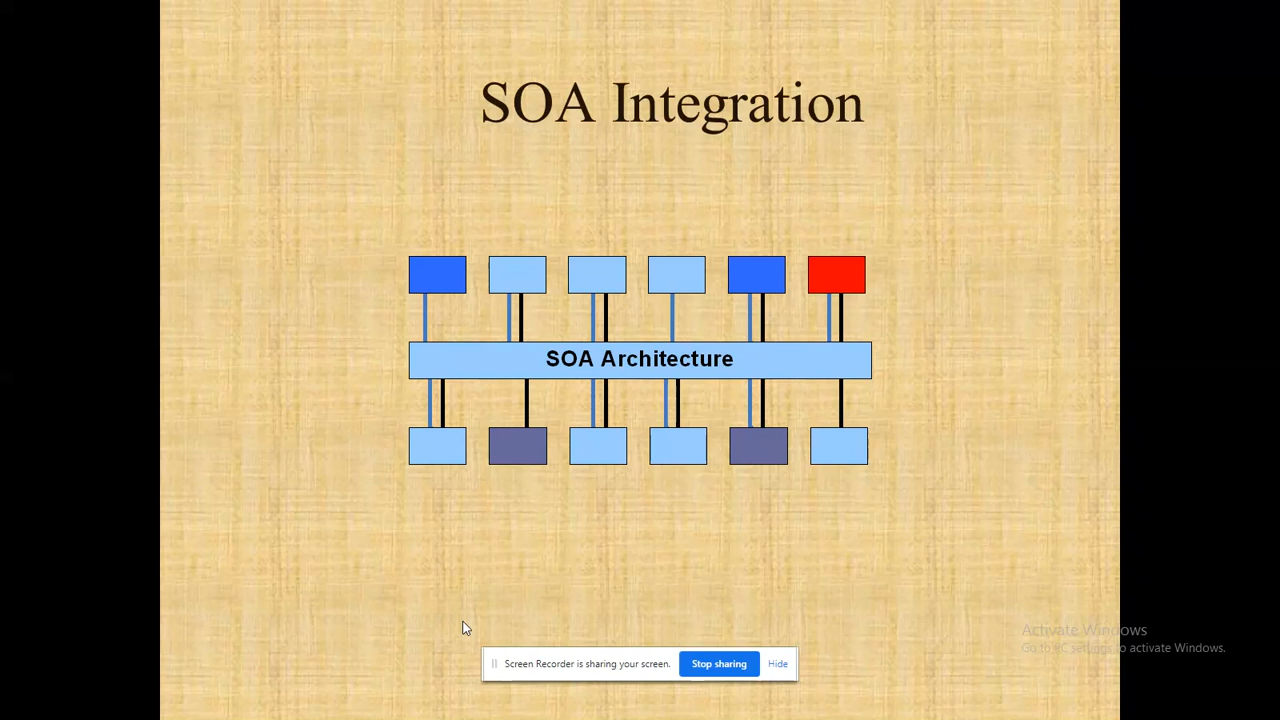 SOA Integration
SOA Architecture
Activate Windows
Go to PC settings to activate Windows.
Screen Recorder is sharing your screen. Stop sharing Hide